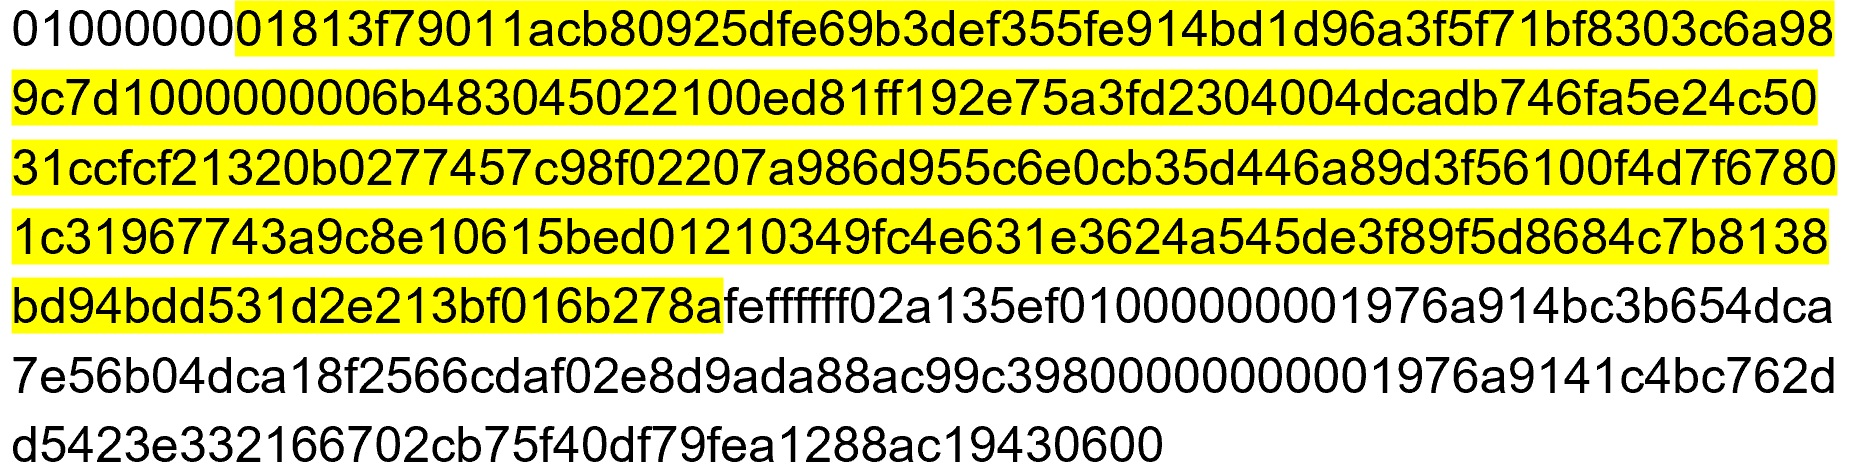 0100000001813f79011acb80925dfe69b3def355fe914bd1d96a3f5f71bf8303c6a98
9c7d1000000006b483045022100ed81ff192e75a3fd2304004dcadb746fa5e24c50
31ccfcf21320b0277457c98f02207a986d955c6e0cb35d446a89d3f56100f4d7f6780
1c31967743a9c8e10615bed01210349fc4e631e3624a545de3f89f5d8684c7b8138
bd94bdd531d2e213bf016b278afeffffff02a135ef01000000001976a914bc3b654dca
7e56b04dca18f2566cdaf02e8d9ada88ac99c39800000000001976a9141c4bc762d
d5423e332166702cb75f40df79fea1288ac19430600